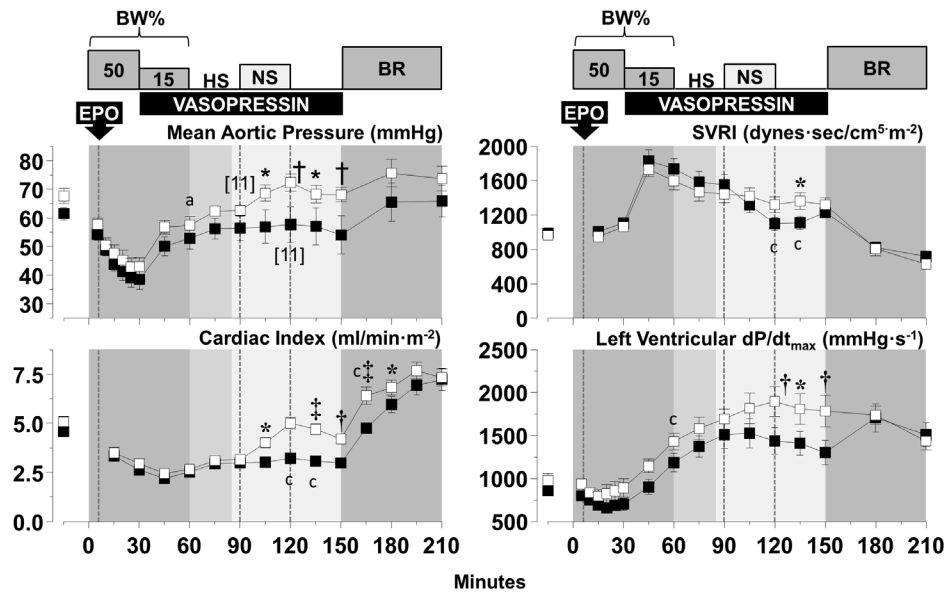 BW% BW%
50 15 HS NS BR 50 15 HS NS BR
EPO VASOPRESSIN EPO VASOPRESSIN
Mean Aortic Pressure (mmHg)
80
70
60
50
40
30
[11] * † * †
a
[11]
SVRI (dynes·sec/cm⁵·m⁻²)
2000
1600
1200
800
400
0
*
c c
Cardiac Index (ml/min·m⁻²)
7.5
5.0
2.5
0.0
* ‡ † c‡ *
c c
0 30 60 90 120 150 180 210
Left Ventricular dP/dtmax (mmHg·s⁻¹)
2500
2000
1500
1000
500
c † * †
0 30 60 90 120 150 180 210
Minutes